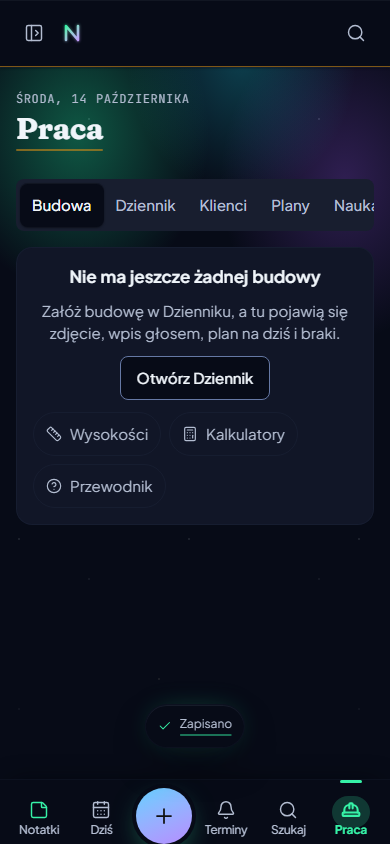 N
ŚRODA, 14 PAŹDZIERNIKA
Praca
Budowa Dziennik Klienci Plany Nauka
Nie ma jeszcze żadnej budowy
Załóż budowę w Dzienniku, a tu pojawią się
zdjęcie, wpis głosem, plan na dziś i braki.
Otwórz Dziennik
Wysokości Kalkulatory
Przewodnik
Zapisano
Notatki Dziś Terminy Szukaj Praca